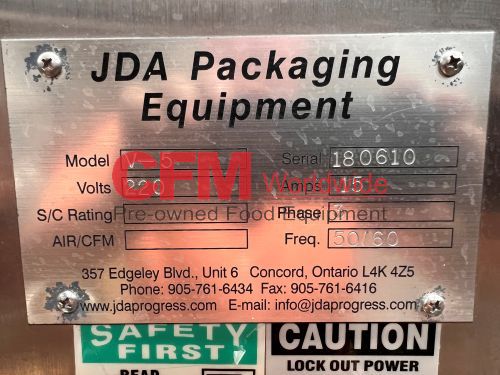 JDA Packaging
Equipment
Model V 5 Serial 180610
Volts 220 Amps 15
S/C Rating Phase
AIR/CFM Freq. 50/60
CFM Worldwide
Pre-owned Food Equipment
357 Edgeley Blvd., Unit 6 Concord, Ontario L4K 4Z5
Phone: 905-761-6434 Fax: 905-761-6416
www.jdaprogress.com E-mail: info@jdaprogress.com
SAFETY CAUTION
FIRST LOCK OUT POWER
READ